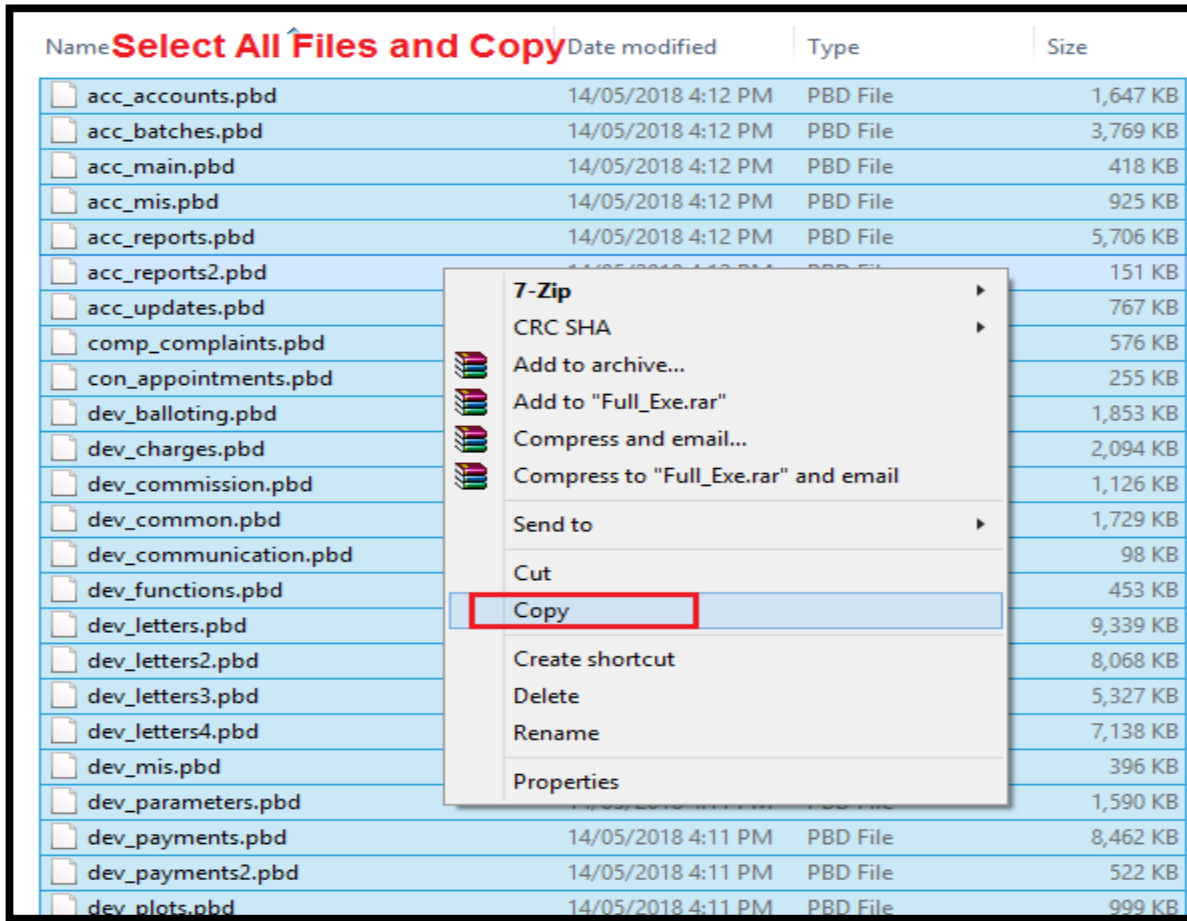 Name Select All Files and Copy Date modified Type Size
acc_accounts.pbd 14/05/2018 4:12 PM PBD File 1,647 KB
acc_batches.pbd 14/05/2018 4:12 PM PBD File 3,769 KB
acc_main.pbd 14/05/2018 4:12 PM PBD File 418 KB
acc_mis.pbd 14/05/2018 4:12 PM PBD File 925 KB
acc_reports.pbd 14/05/2018 4:12 PM PBD File 5,706 KB
acc_reports2.pbd 151 KB
acc_updates.pbd 767 KB
comp_complaints.pbd 576 KB
con_appointments.pbd 255 KB
dev_balloting.pbd 1,853 KB
dev_charges.pbd 2,094 KB
dev_commission.pbd 1,126 KB
dev_common.pbd 1,729 KB
dev_communication.pbd 98 KB
dev_functions.pbd 453 KB
dev_letters.pbd 9,339 KB
dev_letters2.pbd 8,068 KB
dev_letters3.pbd 5,327 KB
dev_letters4.pbd 7,138 KB
dev_mis.pbd 396 KB
dev_parameters.pbd 1,590 KB
dev_payments.pbd 14/05/2018 4:11 PM PBD File 8,462 KB
dev_payments2.pbd 14/05/2018 4:11 PM PBD File 522 KB
dev_plots.pbd 14/05/2018 4:11 PM PBD File 999 KB
7-Zip
CRC SHA
Add to archive...
Add to "Full_Exe.rar"
Compress and email...
Compress to "Full_Exe.rar" and email
Send to
Cut
Copy
Create shortcut
Delete
Rename
Properties